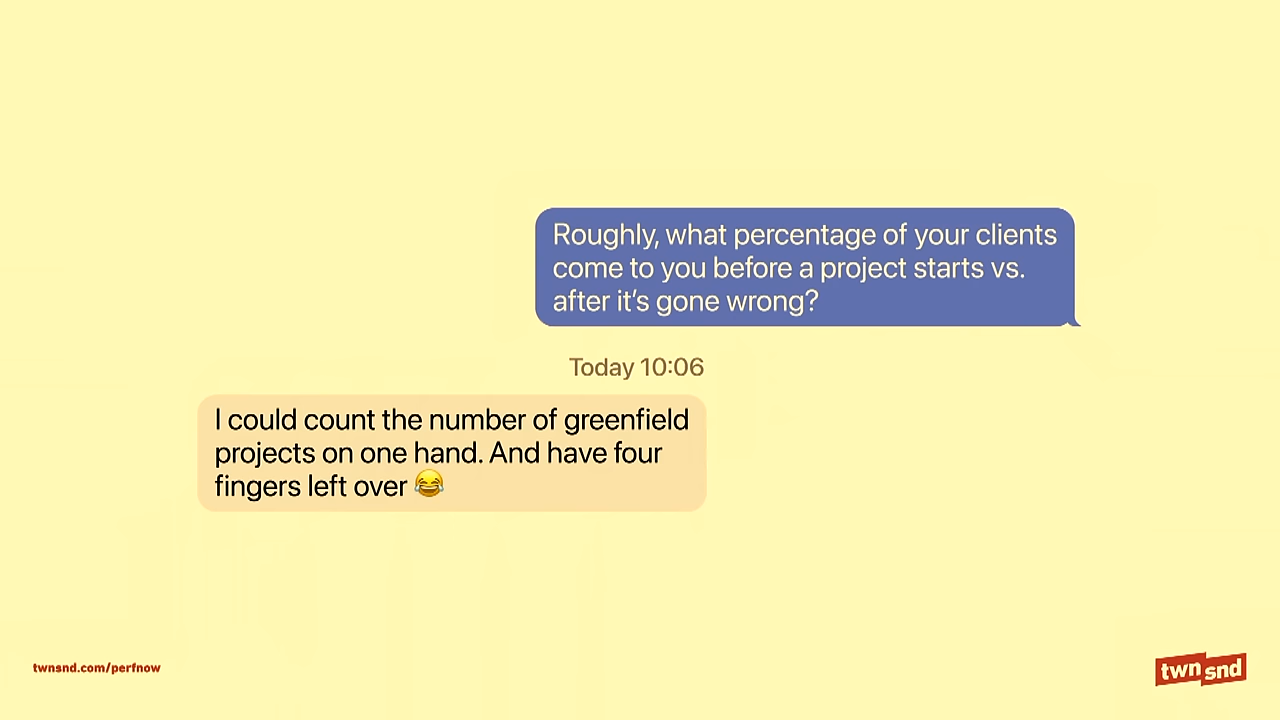 Roughly, what percentage of your clients
come to you before a project starts vs.
after it’s gone wrong?
Today 10:06
I could count the number of greenfield
projects on one hand. And have four
fingers left over 😂
twnsnd.com/perfnow
twn snd